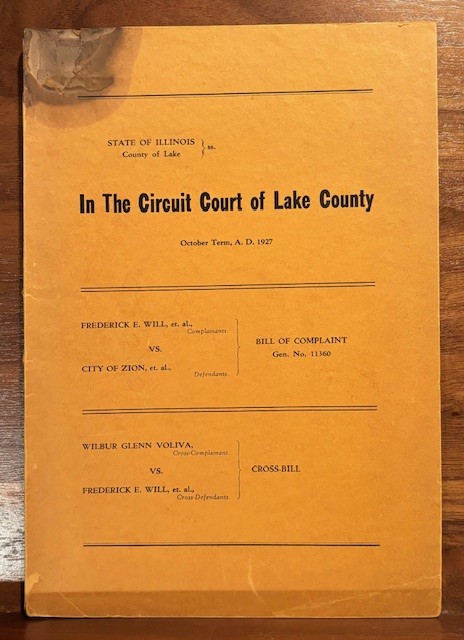 STATE OF ILLINOIS } ss.
County of Lake
In The Circuit Court of Lake County
October Term, A. D. 1927
FREDERICK E. WILL, et. al.,
Complainants.
VS.
CITY OF ZION, et. al.,
Defendants.
BILL OF COMPLAINT
Gen. No. 11360
WILBUR GLENN VOLIVA,
Cross-Complainant.
VS.
FREDERICK E. WILL, et. al.,
Cross-Defendants.
CROSS-BILL